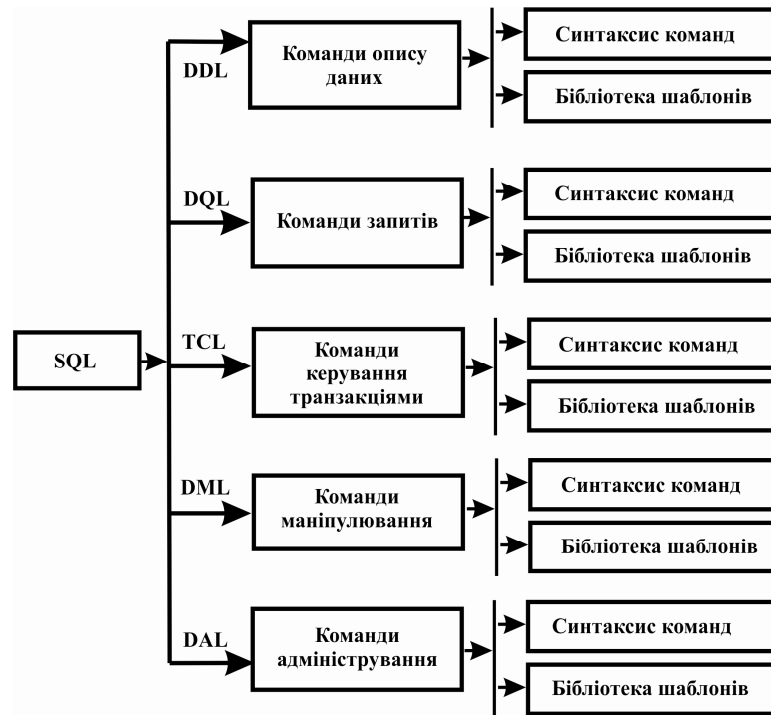 DDL
Команди опису
даних
Синтаксис команд
Бібліотека шаблонів
DQL
Команди запитів
Синтаксис команд
Бібліотека шаблонів
SQL
TCL
Команди
керування
транзакціями
Синтаксис команд
Бібліотека шаблонів
DML
Команди
маніпулювання
Синтаксис команд
Бібліотека шаблонів
DAL
Команди
адміністрування
Синтаксис команд
Бібліотека шаблонів